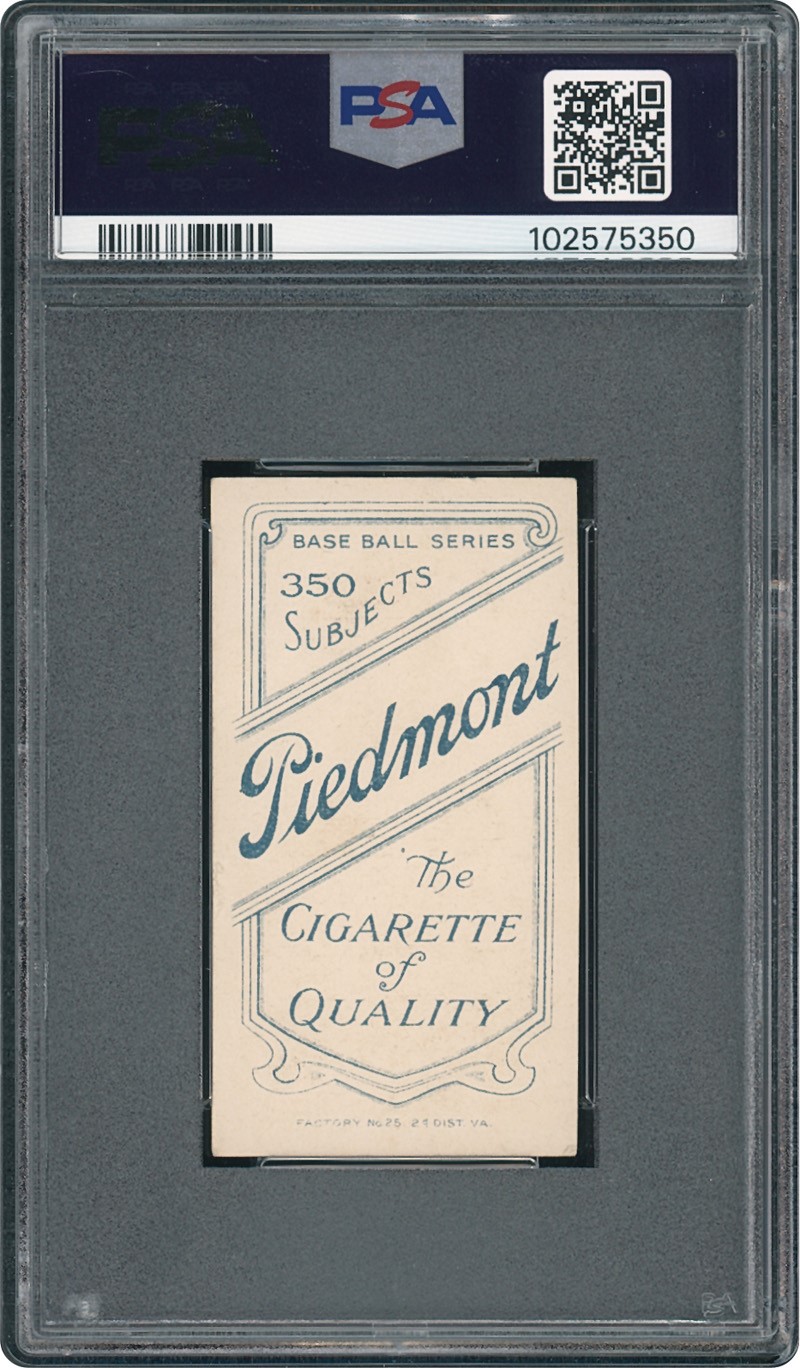 PSA
102575350
BASE BALL SERIES
350
SUBJECTS
Piedmont
The
CIGARETTE
of
QUALITY
FACTORY No 25. 2d DIST. VA.